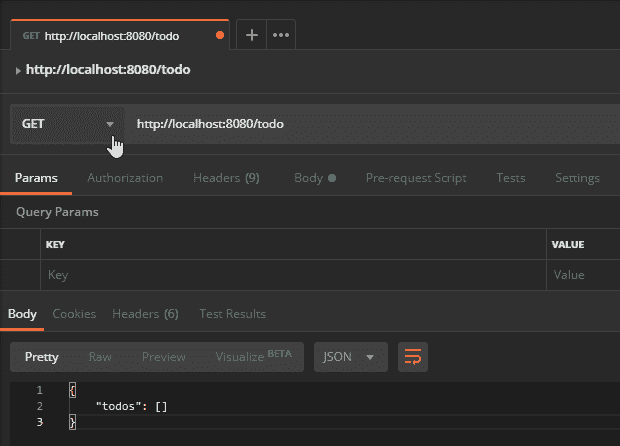 GET http://localhost:8080/todo + •••
http://localhost:8080/todo
GET http://localhost:8080/todo
Params Authorization Headers (9) Body Pre-request Script Tests Settings
Query Params
KEY VALUE
Key Value
Body Cookies Headers (6) Test Results
Pretty Raw Preview Visualize BETA JSON
1 {
2 "todos": []
3 }